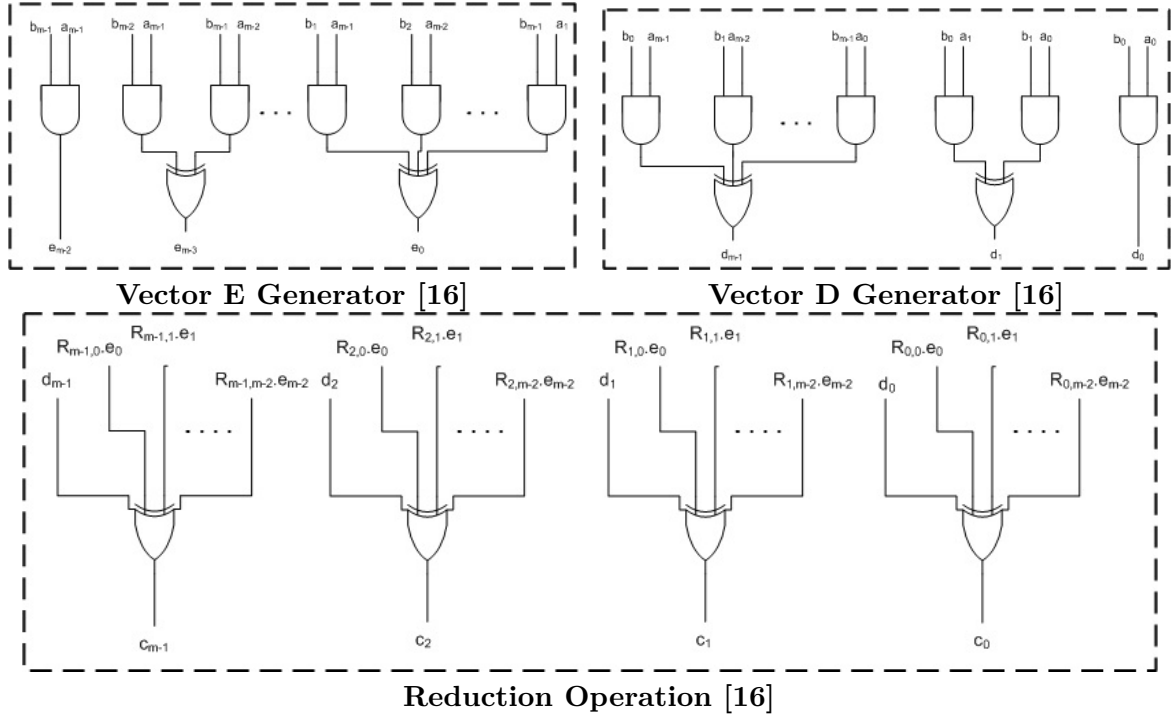 b_{m-1} a_{m-1} b_{m-2} a_{m-1} b_{m-1} a_{m-2} b_1 a_{m-1} b_2 a_{m-2} b_{m-1} a_1
. . . . . .
e_{m-2} e_{m-3} e_0
Vector E Generator [16]
b_0 a_{m-1} b_1 a_{m-2} b_{m-1} a_0 b_0 a_1 b_1 a_0 b_0 a_0
. . .
d_{m-1} d_1 d_0
Vector D Generator [16]
R_{m-1,1}.e_1 R_{2,1}.e_1 R_{1,1}.e_1 R_{0,1}.e_1
R_{m-1,0}.e_0 R_{2,0}.e_0 R_{1,0}.e_0 R_{0,0}.e_0
d_{m-1} R_{m-1,m-2}.e_{m-2} d_2 R_{2,m-2}.e_{m-2} d_1 R_{1,m-2}.e_{m-2} d_0 R_{0,m-2}.e_{m-2}
. . . . . . . . . . . . . . . .
c_{m-1} c_2 c_1 c_0
Reduction Operation [16]